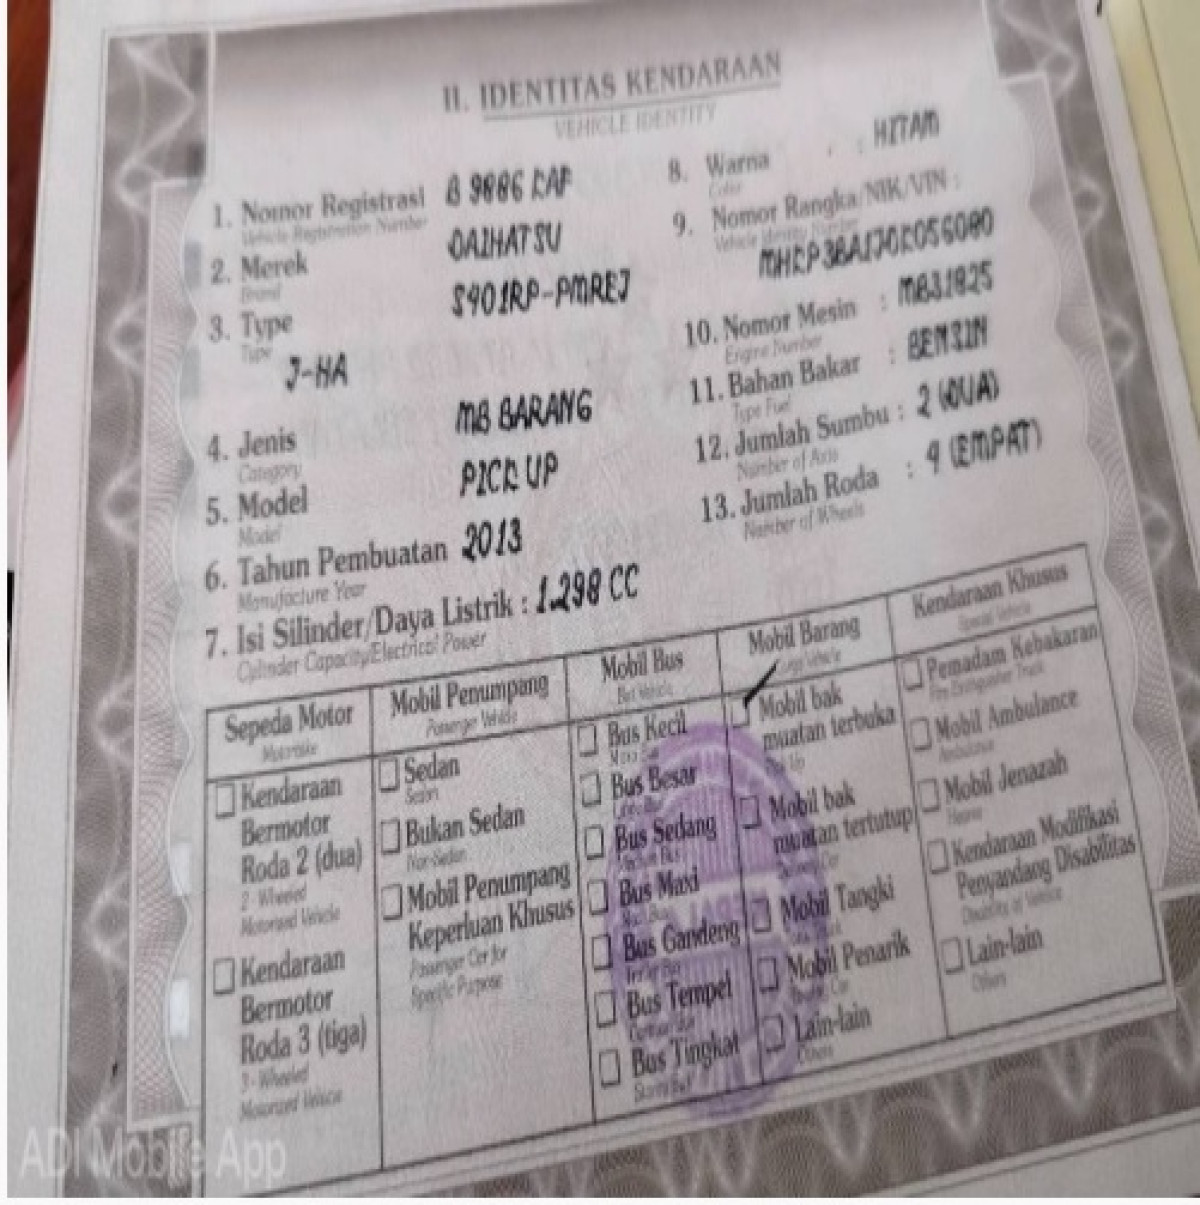 II. IDENTITAS KENDARAAN
VEHICLE IDENTITY
1. Nomor Registrasi B 9886 KAF
Vehicle Registration Number
2. Merek DAIHATSU
Brand
3. Type S401RP-PMREJ
Type
J-HA
4. Jenis MB BARANG
Category
5. Model PICK UP
Model
6. Tahun Pembuatan 2013
Manufacture Year
7. Isi Silinder/Daya Listrik : 1.298 CC
Cylinder Capacity/Electrical Power
8. Warna : HITAM
Color
9. Nomor Rangka/NIK/VIN :
Vehicle Identity Number
10. Nomor Mesin :
Engine Number
11. Bahan Bakar : BENSIN
Type Fuel
12. Jumlah Sumbu : 2 (DUA)
Number of Axis
13. Jumlah Roda : 4 (EMPAT)
Number of Wheels
Sepeda Motor
Motorbike
Kendaraan
Bermotor
Roda 2 (dua)
2 - Wheeled
Motorized Vehicle
Kendaraan
Bermotor
Roda 3 (tiga)
3 - Wheeled
Motorized Vehicle
Mobil Penumpang
Passenger Vehicle
Sedan
Sedan
Bukan Sedan
Non-Sedan
Mobil Penumpang
Keperluan Khusus
Passenger Car for
Specific Purpose
Mobil Bus
Bus Kecil
Bus Besar
Bus Sedang
Bus Maxi
Bus Gandeng
Bus Tempel
Bus Tingkat
Mobil Barang
Mobil bak
muatan terbuka
Pick Up
Mobil bak
muatan tertutup
Mobil Tangki
Mobil Penarik
Lain-lain
Others
Kendaraan Khusus
Special Vehicle
Pemadam Kebakaran
Fire Extinguisher Truck
Mobil Ambulance
Ambulance
Mobil Jenazah
Hearse
Kendaraan Modifikasi
Penyandang Disabilitas
Lain-lain
Others
ADI Mobile App